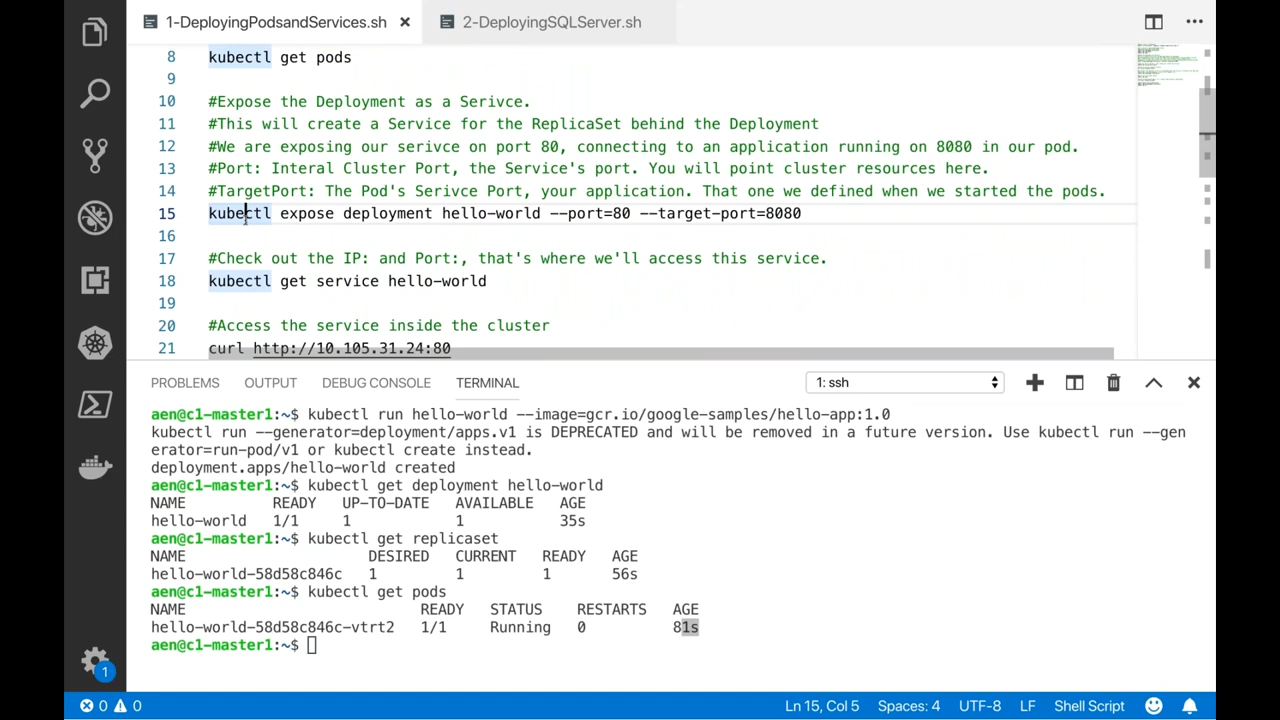 1-DeployingPodsandServices.sh
2-DeployingSQLServer.sh
8 kubectl get pods
9
10 #Expose the Deployment as a Serivce.
11 #This will create a Service for the ReplicaSet behind the Deployment
12 #We are exposing our serivce on port 80, connecting to an application running on 8080 in our pod.
13 #Port: Interal Cluster Port, the Service's port. You will point cluster resources here.
14 #TargetPort: The Pod's Serivce Port, your application. That one we defined when we started the pods.
15 kubectl expose deployment hello-world --port=80 --target-port=8080
16
17 #Check out the IP: and Port:, that's where we'll access this service.
18 kubectl get service hello-world
19
20 #Access the service inside the cluster
21 curl http://10.105.31.24:80
PROBLEMS OUTPUT DEBUG CONSOLE TERMINAL 1: ssh
aen@c1-master1:~$ kubectl run hello-world --image=gcr.io/google-samples/hello-app:1.0
kubectl run --generator=deployment/apps.v1 is DEPRECATED and will be removed in a future version. Use kubectl run --gen
erator=run-pod/v1 or kubectl create instead.
deployment.apps/hello-world created
aen@c1-master1:~$ kubectl get deployment hello-world
NAME READY UP-TO-DATE AVAILABLE AGE
hello-world 1/1 1 1 35s
aen@c1-master1:~$ kubectl get replicaset
NAME DESIRED CURRENT READY AGE
hello-world-58d58c846c 1 1 1 56s
aen@c1-master1:~$ kubectl get pods
NAME READY STATUS RESTARTS AGE
hello-world-58d58c846c-vtrt2 1/1 Running 0 81s
aen@c1-master1:~$
1
0 0 Ln 15, Col 5 Spaces: 4 UTF-8 LF Shell Script